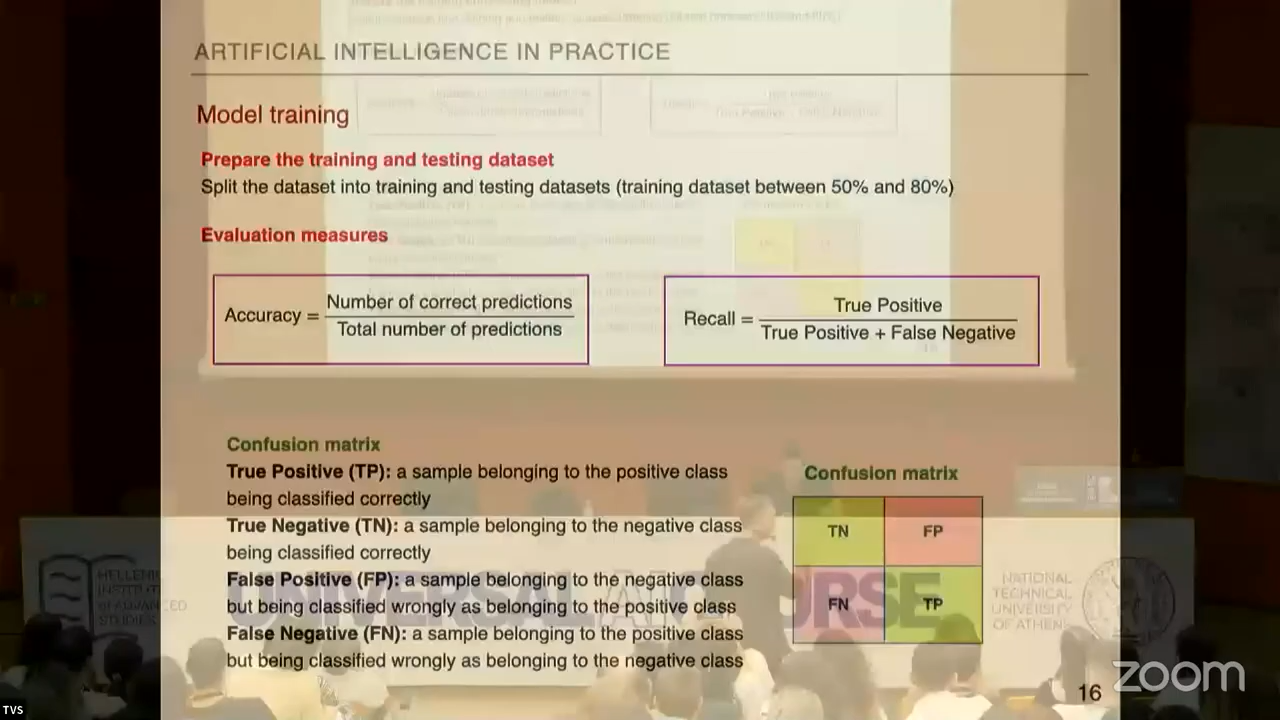 ARTIFICIAL INTELLIGENCE IN PRACTICE
Model training
Prepare the training and testing dataset
Split the dataset into training and testing datasets (training dataset between 50% and 80%)
Evaluation measures
Accuracy = Number of correct predictions
Total number of predictions
Recall = True Positive
True Positive + False Negative
Confusion matrix
True Positive (TP): a sample belonging to the positive class
being classified correctly
True Negative (TN): a sample belonging to the negative class
being classified correctly
False Positive (FP): a sample belonging to the negative class
but being classified wrongly as belonging to the positive class
False Negative (FN): a sample belonging to the positive class
but being classified wrongly as belonging to the negative class
Confusion matrix
TN FP
FN TP
UNIVERSAL AI
NATIONAL
TECHNICAL
UNIVERSITY
OF ATHENS
16
zoom
TVS